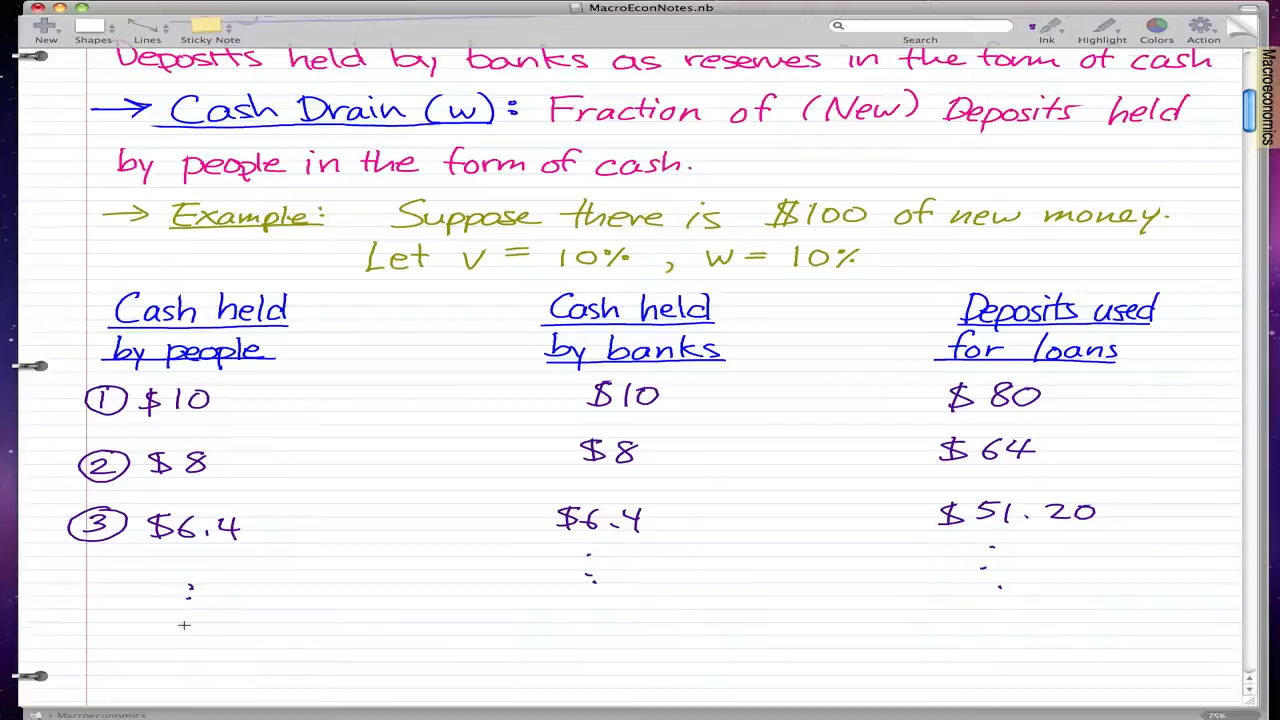 MacroEconNotes.nb
New Shapes Lines Sticky Note Search Ink Highlight Colors Action
Macroeconomics
Deposits held by banks as reserves in the form of cash
→ Cash Drain (w): Fraction of (New) Deposits held
by people in the form of cash.
→ Example: Suppose there is $100 of new money.
Let v = 10%, w = 10%
Cash held by people
Cash held by banks
Deposits used for loans
① $10 $10 $80
② $8 $8 $64
③ $6.4 $6.4 $51.20
Macroeconomics 75%